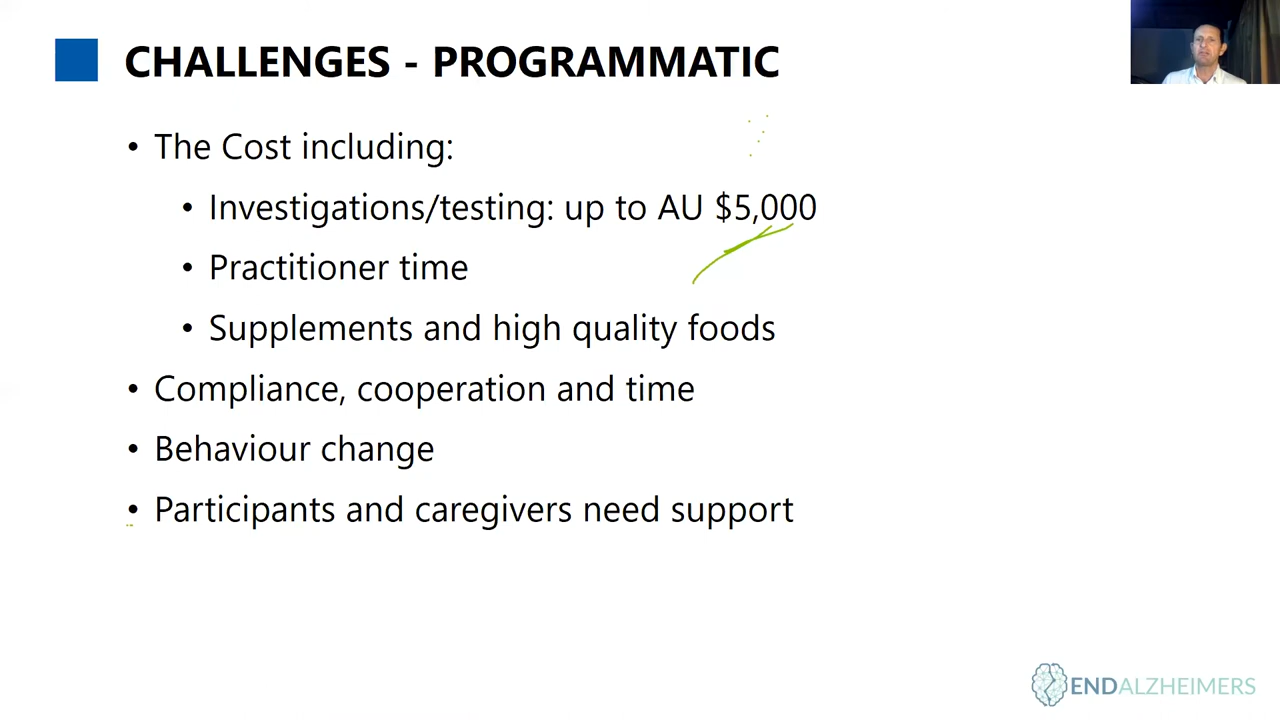 CHALLENGES - PROGRAMMATIC
• The Cost including:
• Investigations/testing: up to AU $5,000
• Practitioner time
• Supplements and high quality foods
• Compliance, cooperation and time
• Behaviour change
• Participants and caregivers need support
ENDALZHEIMERS